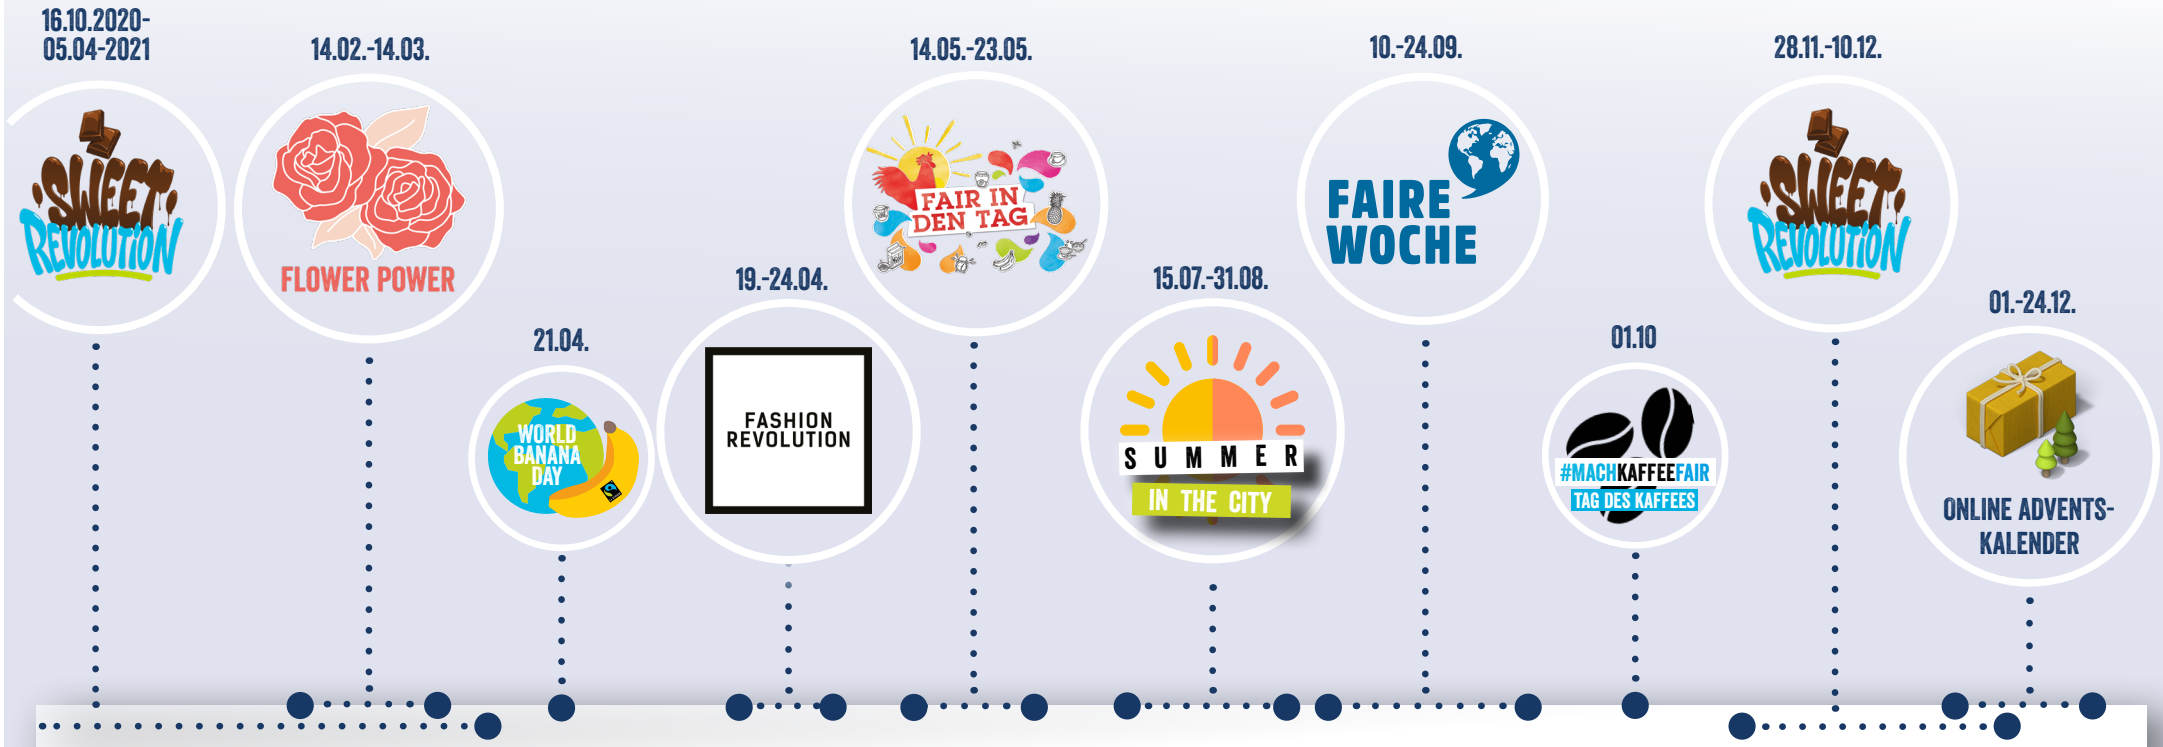 16.10.2020-
05.04-2021
SWEET
REVOLUTION
14.02.-14.03.
FLOWER POWER
21.04.
WORLD
BANANA
DAY
19.-24.04.
FASHION
REVOLUTION
14.05.-23.05.
FAIR IN
DEN TAG
15.07.-31.08.
SUMMER
IN THE CITY
10.-24.09.
FAIRE
WOCHE
01.10
#MACHKAFFEEFAIR
TAG DES KAFFEES
28.11.-10.12.
SWEET
REVOLUTION
01.-24.12.
ONLINE ADVENTS-
KALENDER